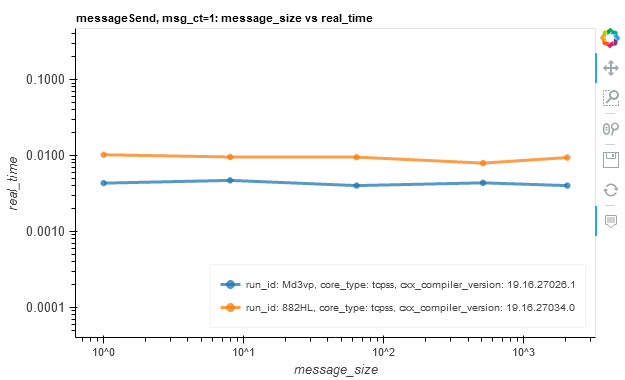 messageSend, msg_ct=1: message_size vs real_time
0.1000
0.0100
0.0010
0.0001
real_time
run_id: Md3vp, core_type: tcpss, cxx_compiler_version: 19.16.27026.1
run_id: 882HL, core_type: tcpss, cxx_compiler_version: 19.16.27034.0
10^0
10^1
10^2
10^3
message_size